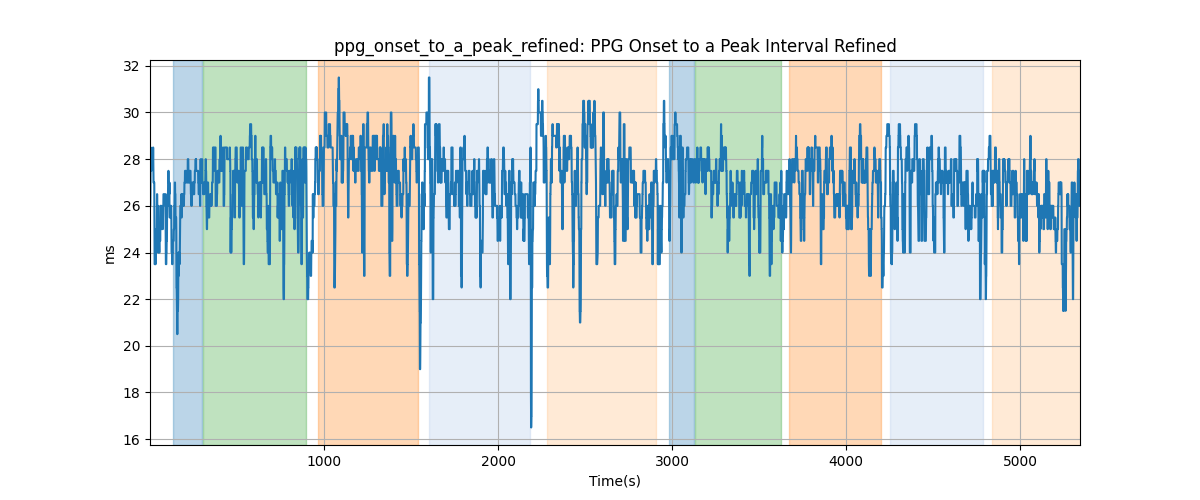 ppg_onset_to_a_peak_refined: PPG Onset to a Peak Interval Refined
32
30
28
26
24
22
20
18
16
ms
1000 2000 3000 4000 5000
Time(s)